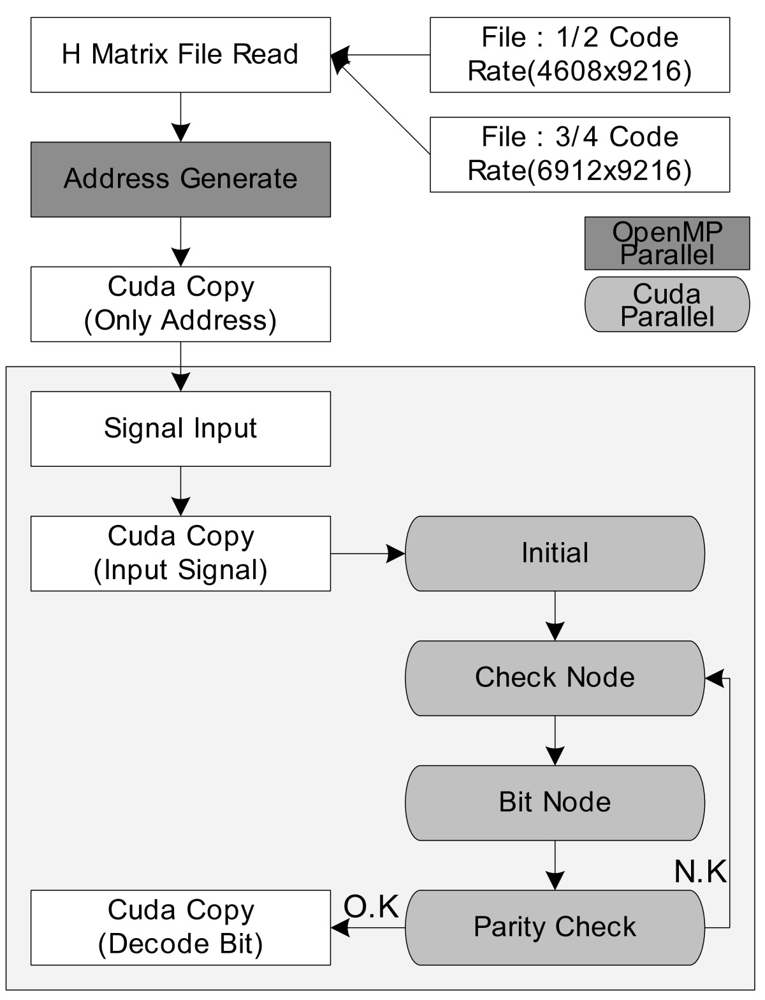 H Matrix File Read
File : 1/2 Code
Rate(4608x9216)
File : 3/4 Code
Rate(6912x9216)
Address Generate
OpenMP
Parallel
Cuda
Parallel
Cuda Copy
(Only Address)
Signal Input
Cuda Copy
(Input Signal)
Initial
Check Node
Bit Node
N.K
O.K
Parity Check
Cuda Copy
(Decode Bit)